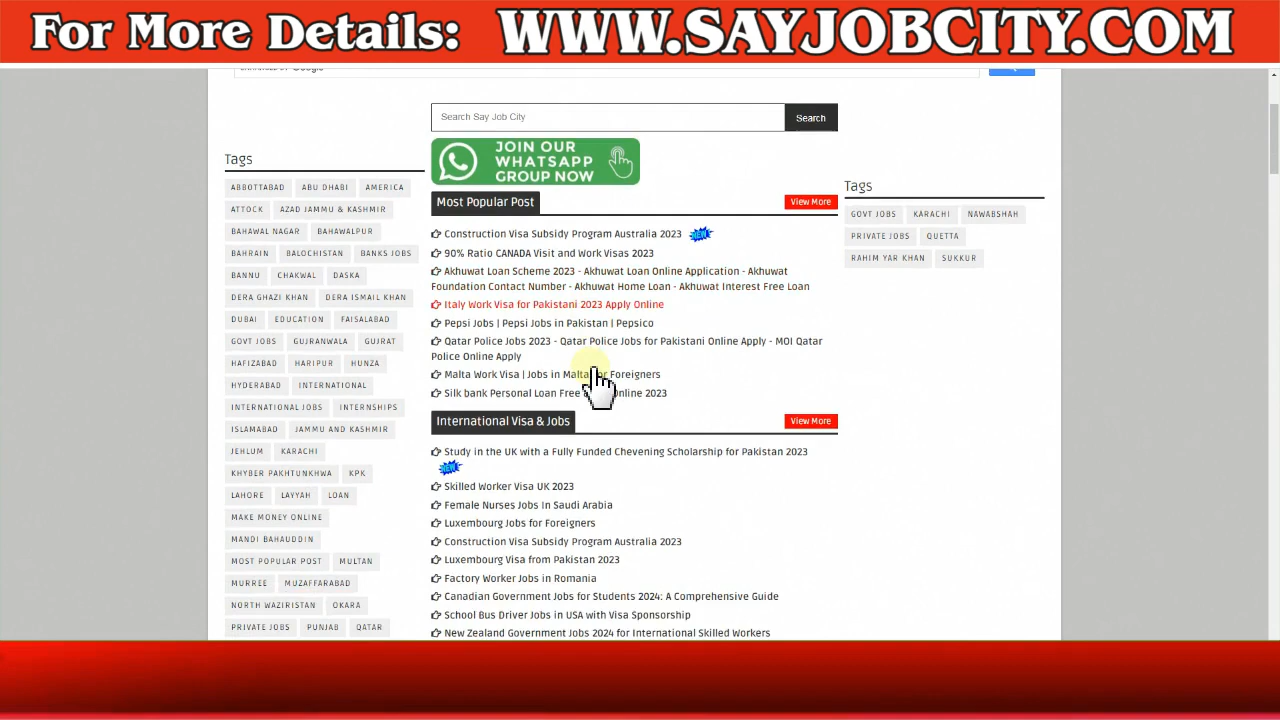 For More Details: WWW.SAYJOBCITY.COM
Search Say Job City
Search
JOIN OUR
WHATSAPP
GROUP NOW
Tags
ABBOTTABAD ABU DHABI AMERICA
ATTOCK AZAD JAMMU & KASHMIR
BAHAWAL NAGAR BAHAWALPUR
BAHRAIN BALOCHISTAN BANKS JOBS
BANNU CHAKWAL DASKA
DERA GHAZI KHAN DERA ISMAIL KHAN
DUBAI EDUCATION FAISALABAD
GOVT JOBS GUJRANWALA GUJRAT
HAFIZABAD HARIPUR HUNZA
HYDERABAD INTERNATIONAL
INTERNATIONAL JOBS INTERNSHIPS
ISLAMABAD JAMMU AND KASHMIR
JEHLUM KARACHI
KHYBER PAKHTUNKHWA KPK
LAHORE LAYYAH LOAN
MAKE MONEY ONLINE
MANDI BAHAUDDIN
MOST POPULAR POST MULTAN
MURREE MUZAFFARABAD
NORTH WAZIRISTAN OKARA
PRIVATE JOBS PUNJAB QATAR
Most Popular Post View More
Construction Visa Subsidy Program Australia 2023 NEW
90% Ratio CANADA Visit and Work Visas 2023
Akhuwat Loan Scheme 2023 - Akhuwat Loan Online Application - Akhuwat
Foundation Contact Number - Akhuwat Home Loan - Akhuwat Interest Free Loan
Italy Work Visa for Pakistani 2023 Apply Online
Pepsi Jobs | Pepsi Jobs in Pakistan | Pepsico
Qatar Police Jobs 2023 - Qatar Police Jobs for Pakistani Online Apply - MOI Qatar
Police Online Apply
Malta Work Visa | Jobs in Malta for Foreigners
Silk bank Personal Loan Free Online 2023
International Visa & Jobs View More
Study in the UK with a Fully Funded Chevening Scholarship for Pakistan 2023
NEW
Skilled Worker Visa UK 2023
Female Nurses Jobs In Saudi Arabia
Luxembourg Jobs for Foreigners
Construction Visa Subsidy Program Australia 2023
Luxembourg Visa from Pakistan 2023
Factory Worker Jobs in Romania
Canadian Government Jobs for Students 2024: A Comprehensive Guide
School Bus Driver Jobs in USA with Visa Sponsorship
New Zealand Government Jobs 2024 for International Skilled Workers
Tags
GOVT JOBS KARACHI NAWABSHAH
PRIVATE JOBS QUETTA
RAHIM YAR KHAN SUKKUR